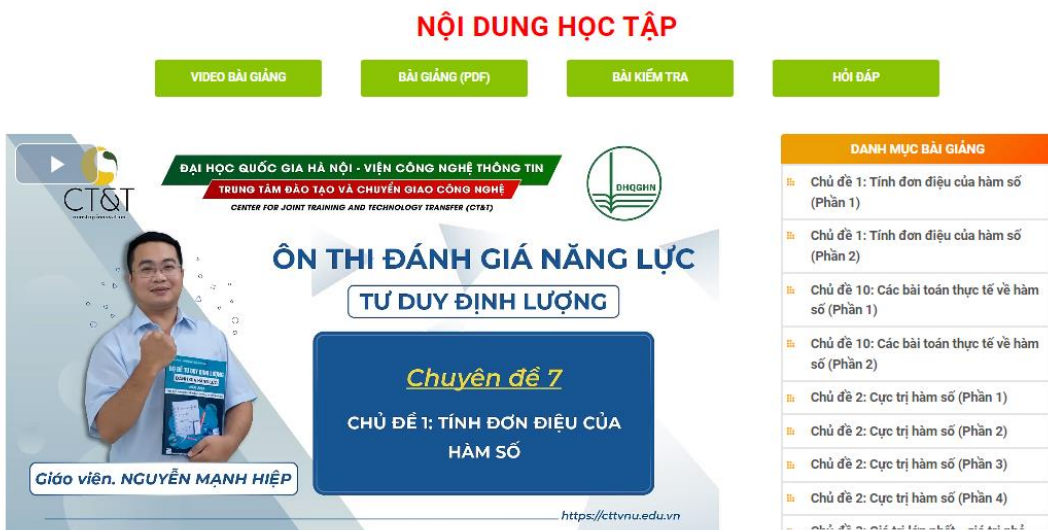 NỘI DUNG HỌC TẬP
VIDEO BÀI GIẢNG
BÀI GIẢNG (PDF)
BÀI KIỂM TRA
HỎI ĐÁP
CT&T
ĐẠI HỌC QUỐC GIA HÀ NỘI - VIỆN CÔNG NGHỆ THÔNG TIN
TRUNG TÂM ĐÀO TẠO VÀ CHUYỂN GIAO CÔNG NGHỆ
CENTER FOR JOINT TRAINING AND TECHNOLOGY TRANSFER (CT&T)
ĐHQGHN
ÔN THI ĐÁNH GIÁ NĂNG LỰC
TƯ DUY ĐỊNH LƯỢNG
Chuyên đề 7
CHỦ ĐỀ 1: TÍNH ĐƠN ĐIỆU CỦA
HÀM SỐ
BỘ ĐỀ TƯ DUY ĐỊNH LƯỢNG
Giáo viên. NGUYỄN MẠNH HIỆP
https://cttvnu.edu.vn
DANH MỤC BÀI GIẢNG
Chủ đề 1: Tính đơn điệu của hàm số
(Phần 1)
Chủ đề 1: Tính đơn điệu của hàm số
(Phần 2)
Chủ đề 10: Các bài toán thực tế về hàm
số (Phần 1)
Chủ đề 10: Các bài toán thực tế về hàm
số (Phần 2)
Chủ đề 2: Cực trị hàm số (Phần 1)
Chủ đề 2: Cực trị hàm số (Phần 2)
Chủ đề 2: Cực trị hàm số (Phần 3)
Chủ đề 2: Cực trị hàm số (Phần 4)